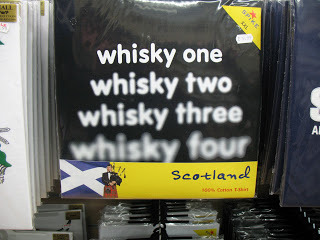 whisky one
whisky two
whisky three
whisky four
Scotland
100% Cotton T-Shirt